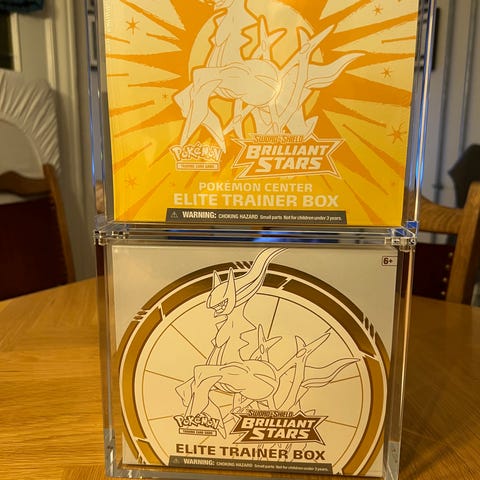 Pokémon
TRADING CARD GAME
SWORD & SHIELD
BRILLIANT
STARS
POKEMON CENTER
ELITE TRAINER BOX
WARNING: CHOKING HAZARD Small parts Not for children under 3 years.
6+
Pokémon
TRADING CARD GAME
SWORD & SHIELD
BRILLIANT
STARS
ELITE TRAINER BOX
WARNING: CHOKING HAZARD Small parts Not for children under 3 years.